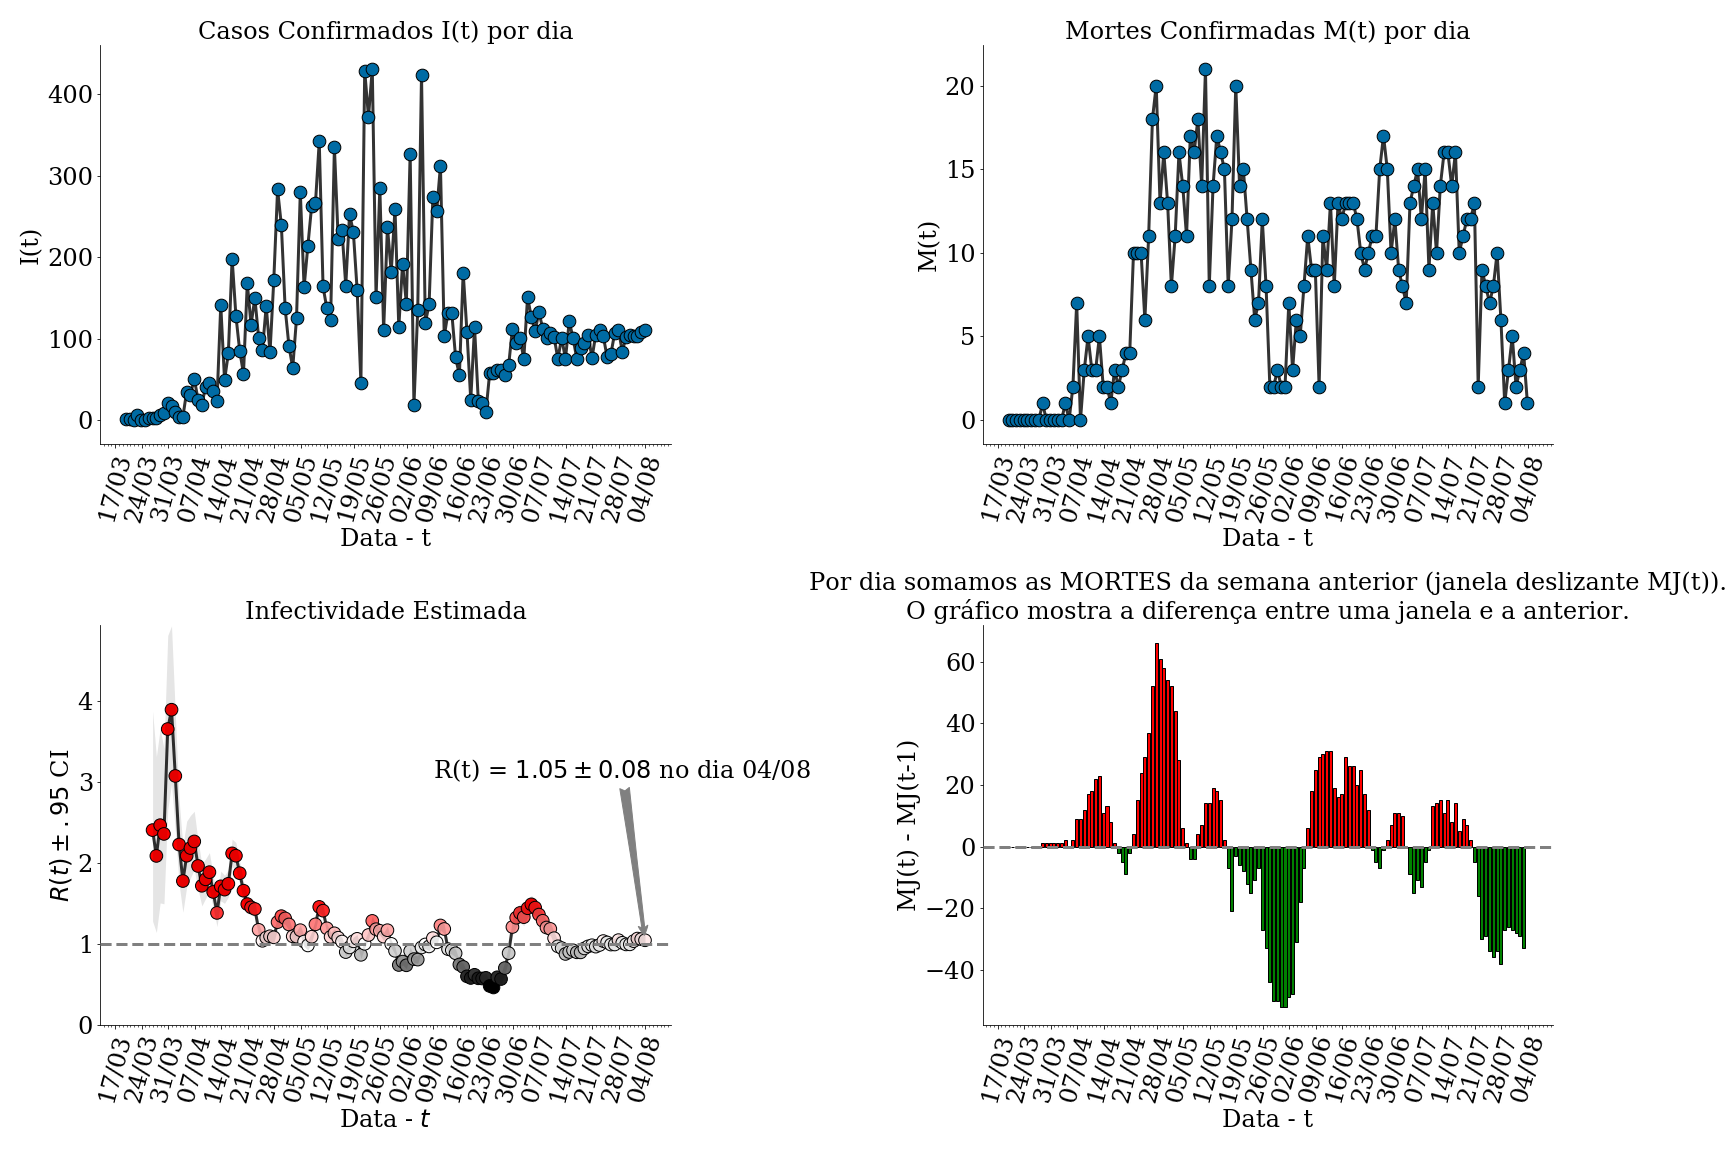 Casos Confirmados I(t) por dia
I(t)
400
300
200
100
0
17/03 24/03 31/03 07/04 14/04 21/04 28/04 05/05 12/05 19/05 26/05 02/06 09/06 16/06 23/06 30/06 07/07 14/07 21/07 28/07 04/08
Data - t
Mortes Confirmadas M(t) por dia
M(t)
20
15
10
5
0
17/03 24/03 31/03 07/04 14/04 21/04 28/04 05/05 12/05 19/05 26/05 02/06 09/06 16/06 23/06 30/06 07/07 14/07 21/07 28/07 04/08
Data - t
Infectividade Estimada
R(t) ± .95 CI
4
3
2
1
0
R(t) = 1.05 ± 0.08 no dia 04/08
17/03 24/03 31/03 07/04 14/04 21/04 28/04 05/05 12/05 19/05 26/05 02/06 09/06 16/06 23/06 30/06 07/07 14/07 21/07 28/07 04/08
Data - t
Por dia somamos as MORTES da semana anterior (janela deslizante MJ(t)).
O gráfico mostra a diferença entre uma janela e a anterior.
MJ(t) - MJ(t-1)
60
40
20
0
−20
−40
17/03 24/03 31/03 07/04 14/04 21/04 28/04 05/05 12/05 19/05 26/05 02/06 09/06 16/06 23/06 30/06 07/07 14/07 21/07 28/07 04/08
Data - t